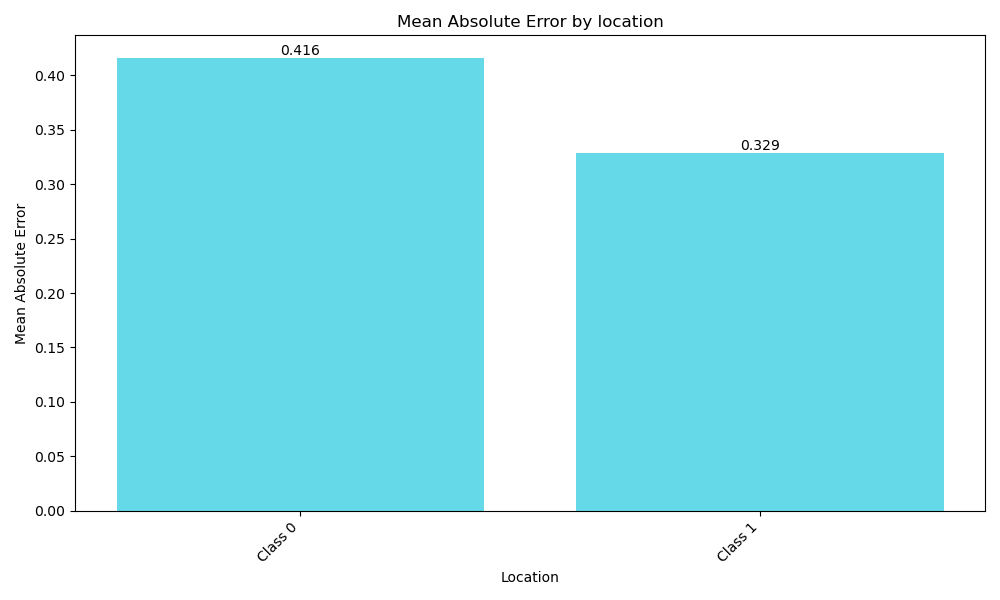 Mean Absolute Error by location
0.416
0.329
0.40
0.35
0.30
0.25
0.20
0.15
0.10
0.05
0.00
Mean Absolute Error
Class 0
Class 1
Location